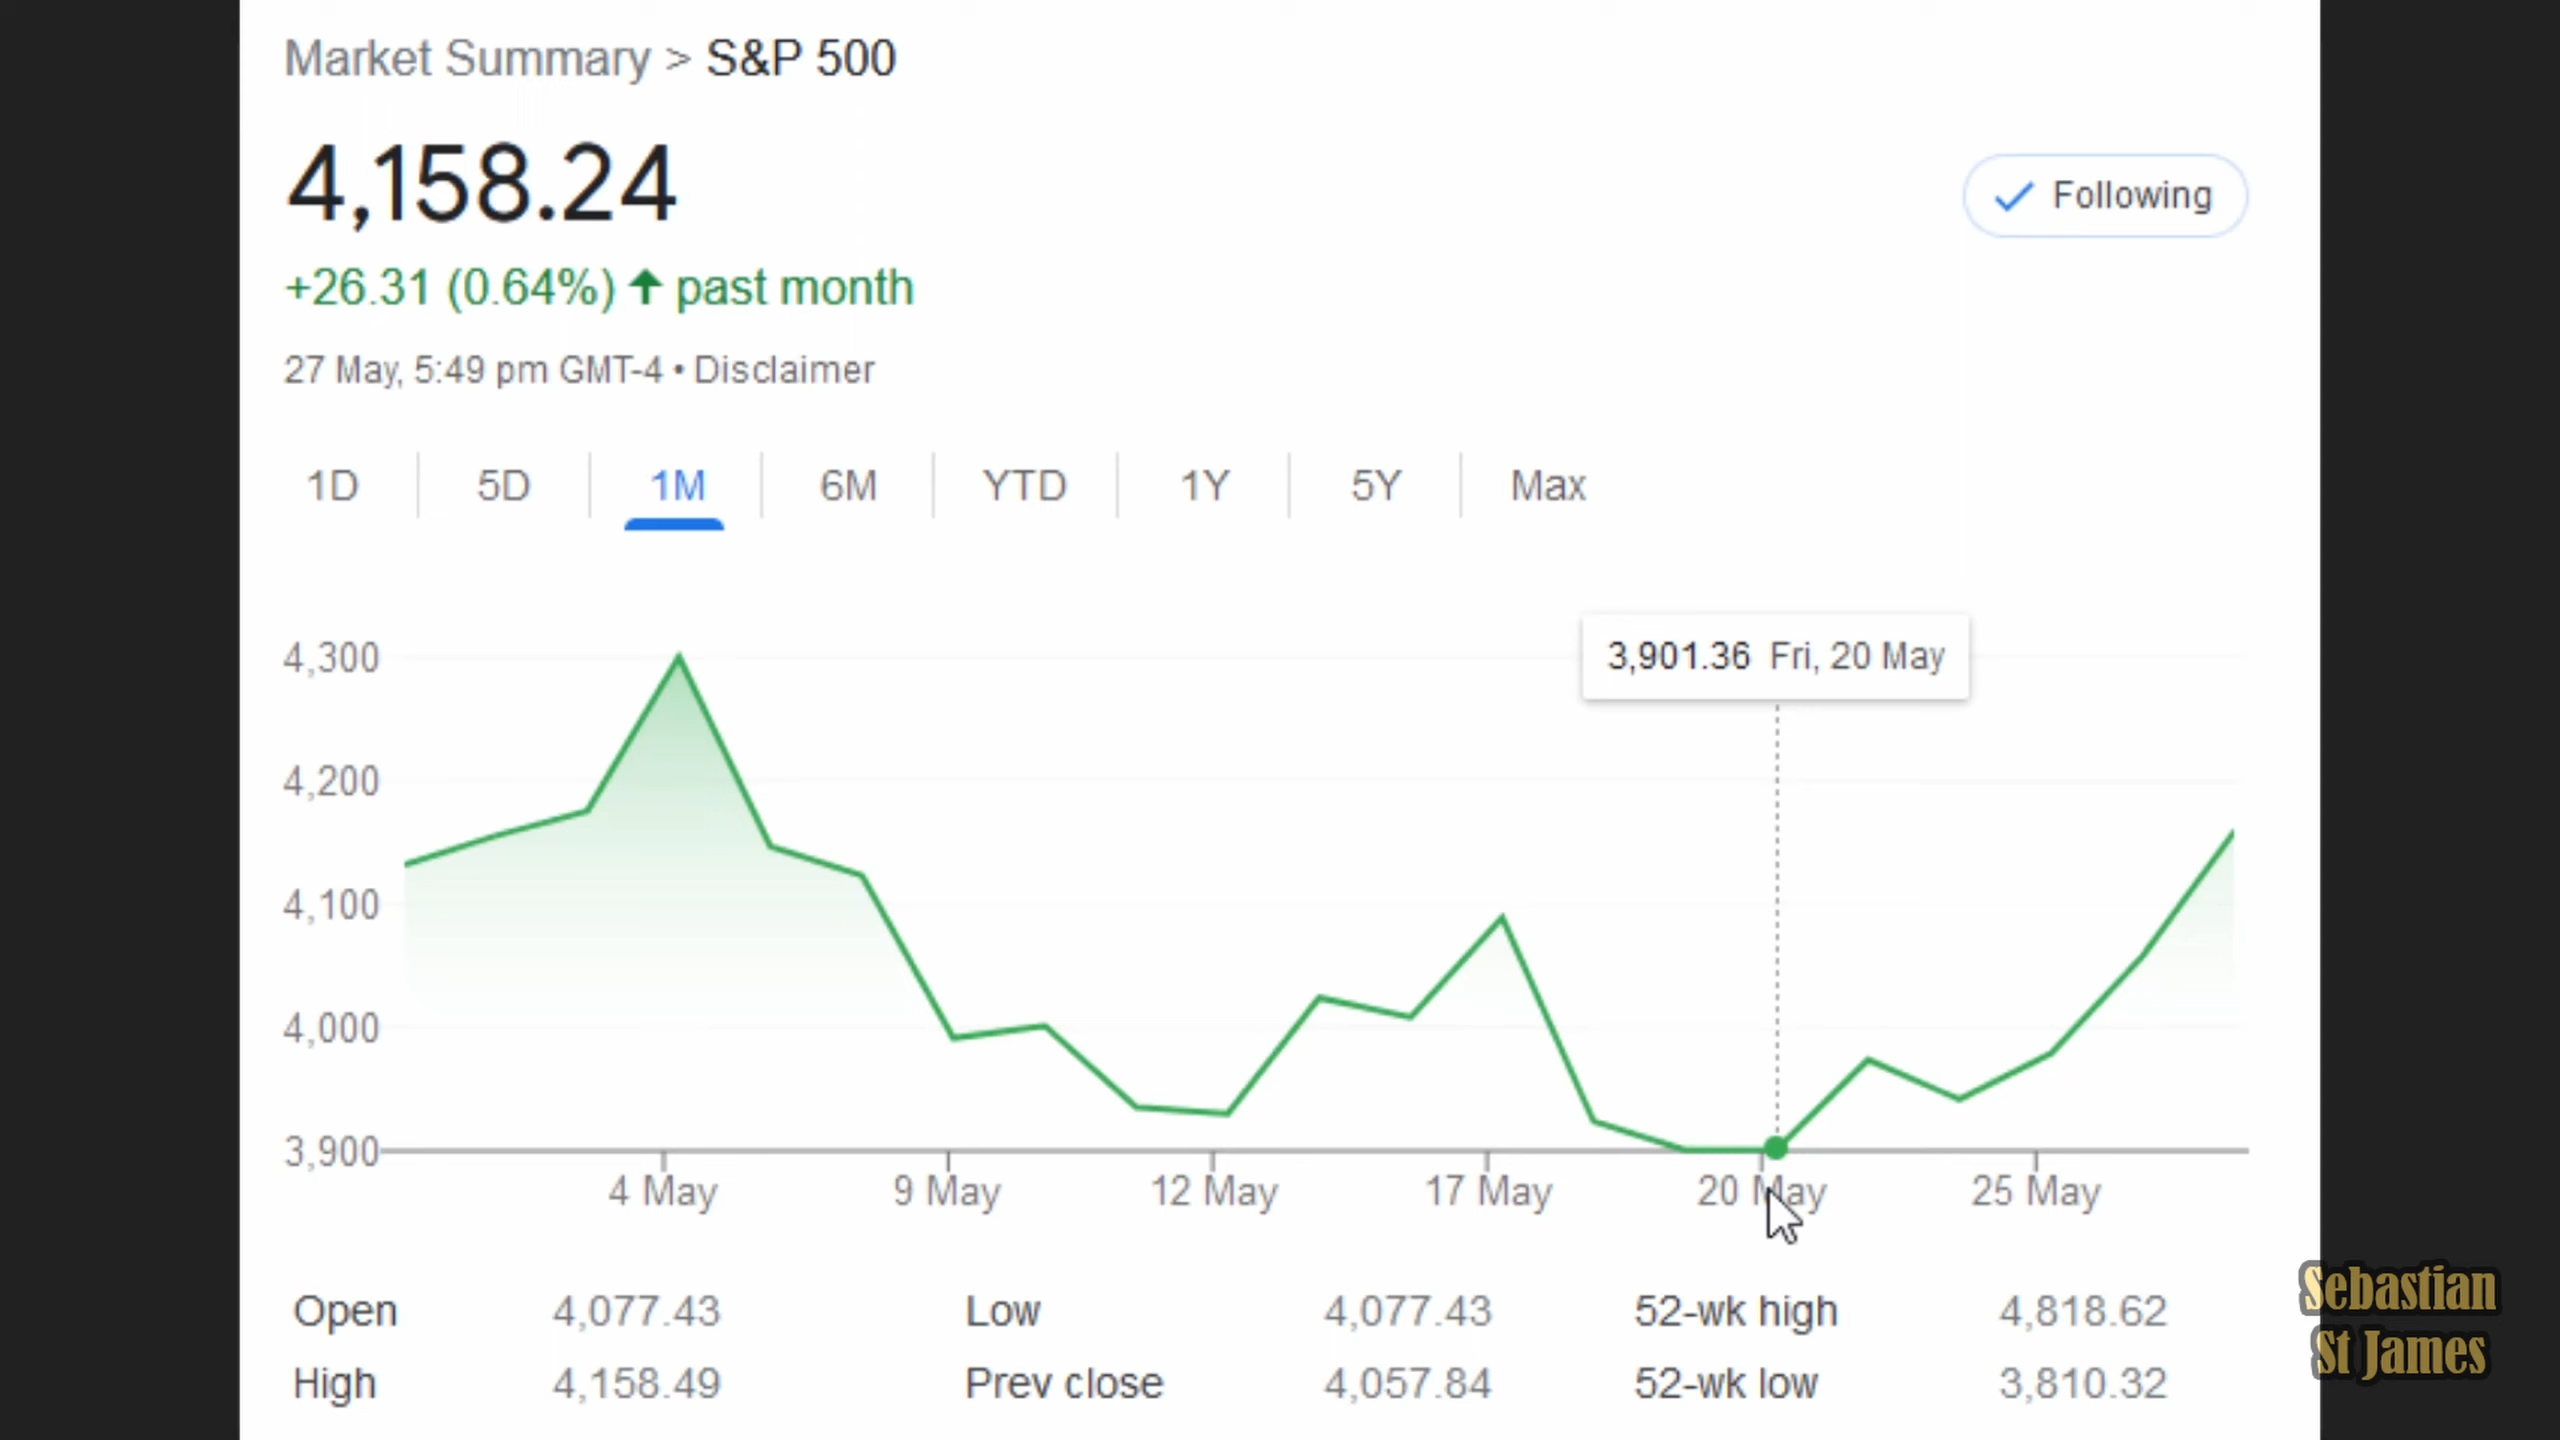 Market Summary > S&P 500
4,158.24
Following
+26.31 (0.64%) ↑ past month
27 May, 5:49 pm GMT-4 • Disclaimer
1D 5D 1M 6M YTD 1Y 5Y Max
3,901.36 Fri, 20 May
4,300
4,200
4,100
4,000
3,900
4 May 9 May 12 May 17 May 20 May 25 May
Open 4,077.43 Low 4,077.43 52-wk high 4,818.62
High 4,158.49 Prev close 4,057.84 52-wk low 3,810.32
Sebastian
St James